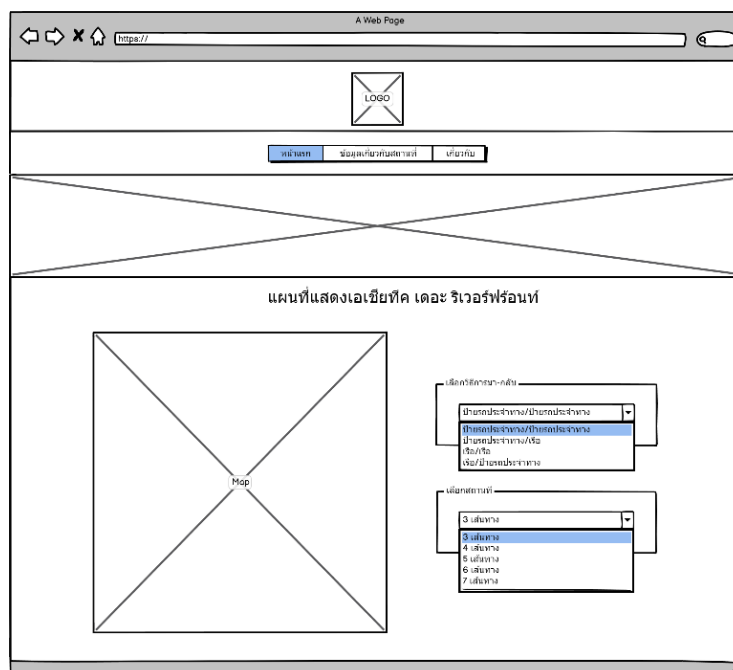 A Web Page
https://
LOGO
หน้าแรก ข้อมูลเกี่ยวกับสถานที่ เกี่ยวกับ
แผนที่แสดงเอเชียทีค เดอะ ริเวอร์ฟร้อนท์
Map
เลือกวิธีการมา-กลับ
ป้ายรถประจำทาง/ป้ายรถประจำทาง
ป้ายรถประจำทาง/ป้ายรถประจำทาง
ป้ายรถประจำทาง/เรือ
เรือ/เรือ
เรือ/ป้ายรถประจำทาง
เลือกสถานที่
3 เส้นทาง
3 เส้นทาง
4 เส้นทาง
5 เส้นทาง
6 เส้นทาง
7 เส้นทาง